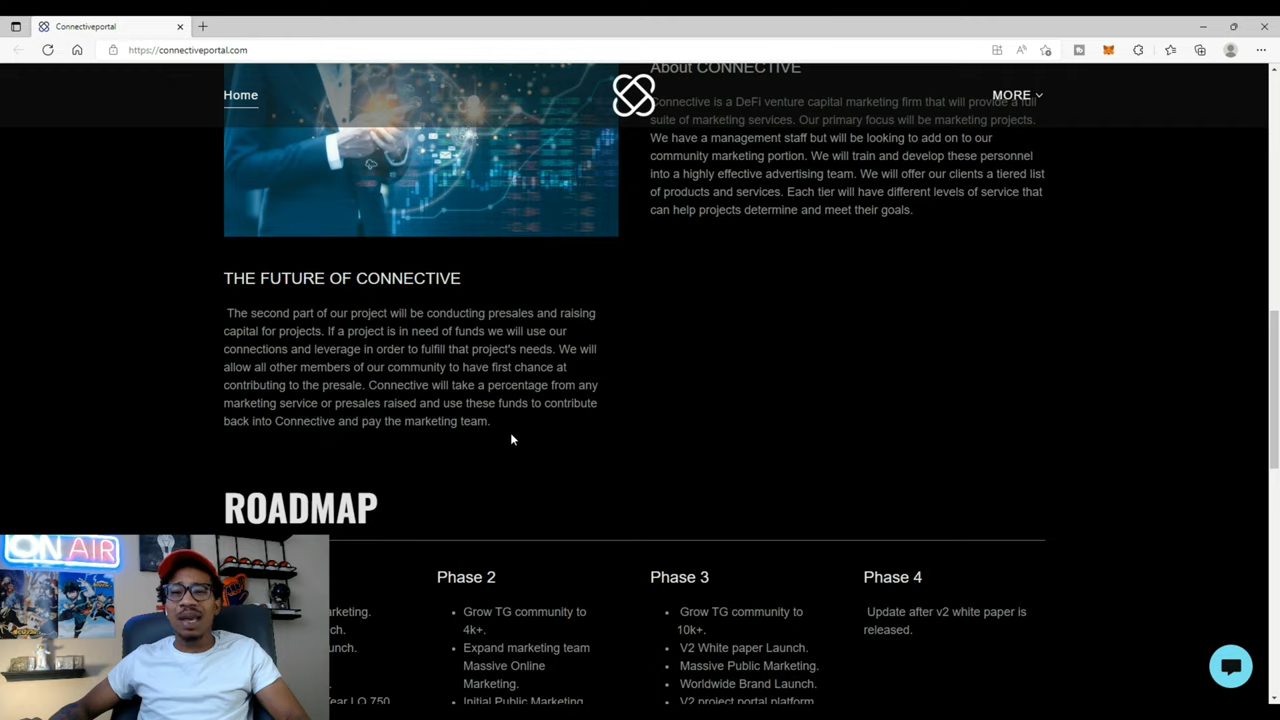 Connectiveportal
https://connectiveportal.com
Home
MORE
About CONNECTIVE
Connective is a DeFi venture capital marketing firm that will provide a full
suite of marketing services. Our primary focus will be marketing projects.
We have a management staff but will be looking to add on to our
community marketing portion. We will train and develop these personnel
into a highly effective advertising team. We will offer our clients a tiered list
of products and services. Each tier will have different levels of service that
can help projects determine and meet their goals.
THE FUTURE OF CONNECTIVE
The second part of our project will be conducting presales and raising
capital for projects. If a project is in need of funds we will use our
connections and leverage in order to fulfill that project's needs. We will
allow all other members of our community to have first chance at
contributing to the presale. Connective will take a percentage from any
marketing service or presales raised and use these funds to contribute
back into Connective and pay the marketing team.
ROADMAP
ON AIR
Phase 2
Grow TG community to
4k+.
Expand marketing team
Massive Online
Marketing.
Initial Public Marketing
Phase 3
Grow TG community to
10k+.
V2 White paper Launch.
Massive Public Marketing.
Worldwide Brand Launch.
V2 project portal platform
Phase 4
Update after v2 white paper is
released.